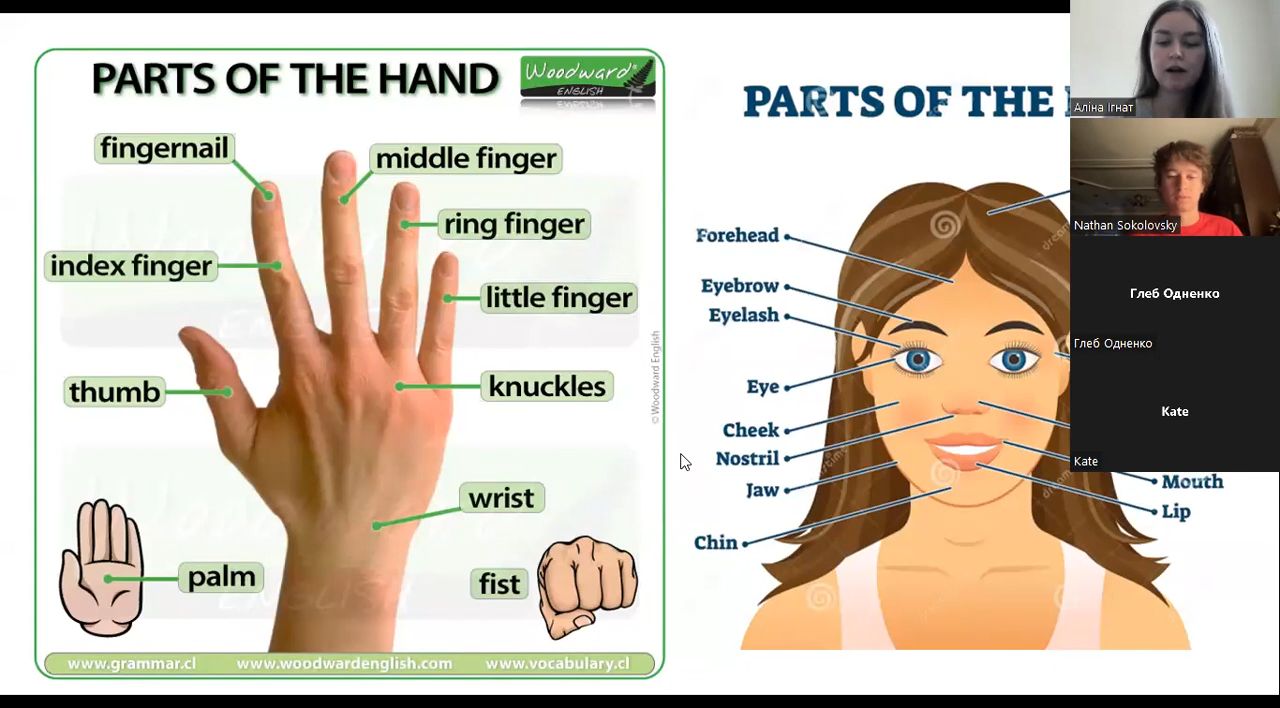 PARTS OF THE HAND
Woodward®
ENGLISH
fingernail
middle finger
ring finger
index finger
little finger
thumb
knuckles
wrist
palm
fist
© Woodward English
www.grammar.cl
www.woodwardenglish.com
www.vocabulary.cl
PARTS OF THE
Forehead
Eyebrow
Eyelash
Eye
Cheek
Nostril
Jaw
Chin
Mouth
Lip
Аліна Ігнат
Nathan Sokolovsky
Глеб Одненко
Глеб Одненко
Kate
Kate